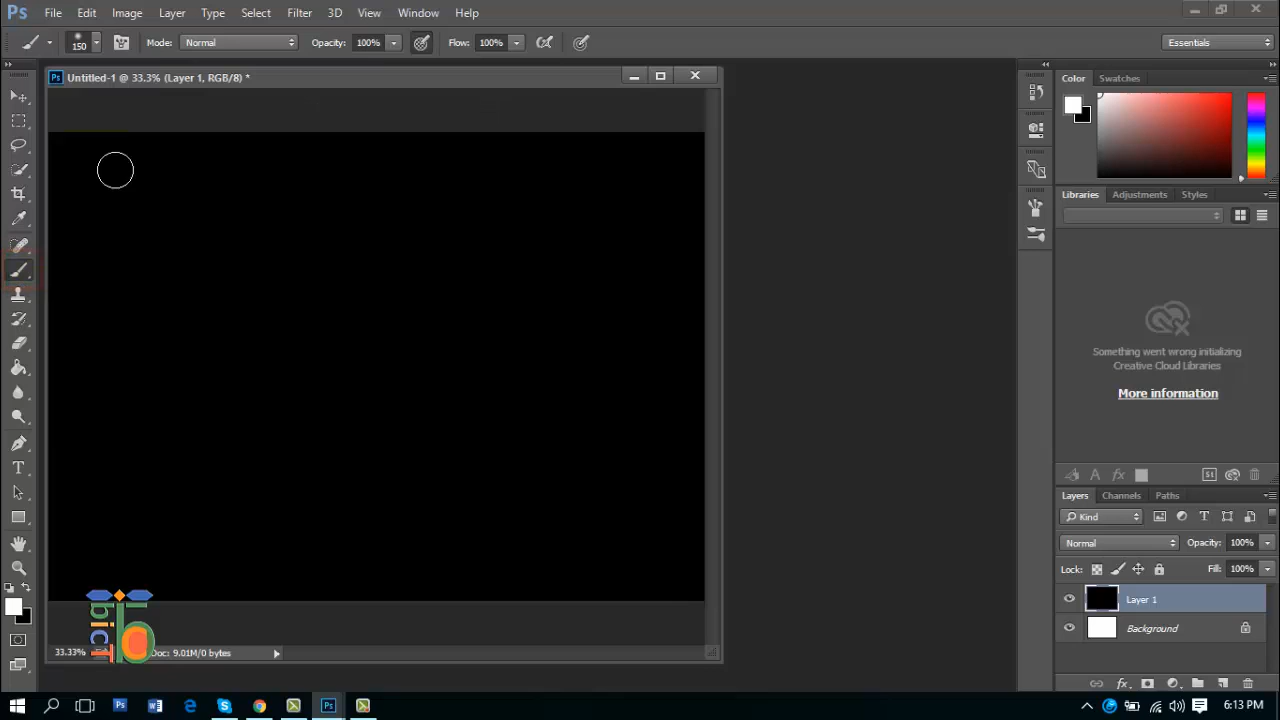 Ps File Edit Image Layer Type Select Filter 3D View Window Help
150 Mode: Normal Opacity: 100% Flow: 100% Essentials
Ps Untitled-1 @ 33.3% (Layer 1, RGB/8) *
Color Swatches
Libraries Adjustments Styles
Something went wrong initializing
Creative Cloud Libraries
More information
St
Layers Channels Paths
Kind
Normal Opacity: 100%
Lock: Fill: 100%
Layer 1
Background
33.33% Doc: 9.01M/0 bytes
6:13 PM